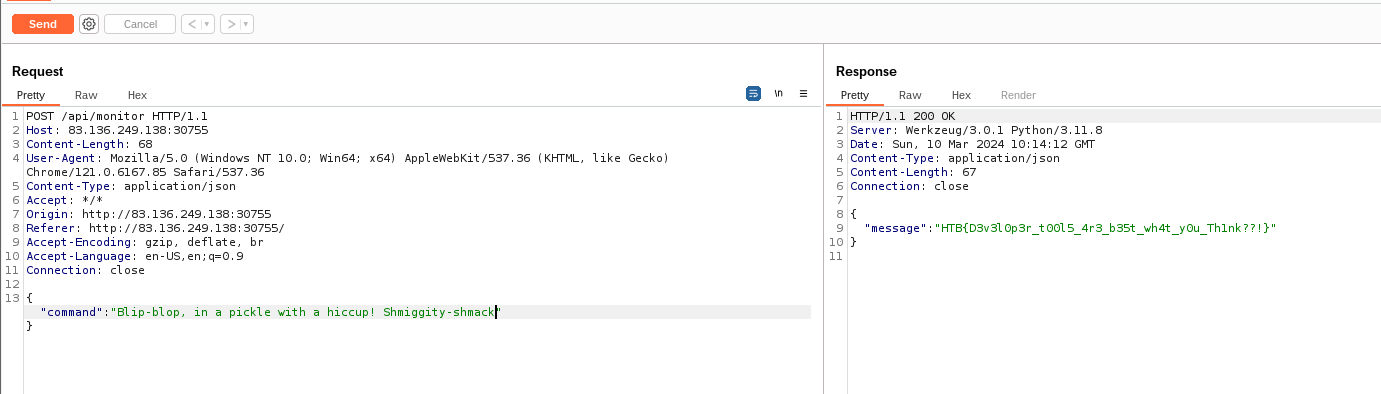 Send Cancel < >
Request
Pretty Raw Hex \n
1 POST /api/monitor HTTP/1.1
2 Host: 83.136.249.138:30755
3 Content-Length: 68
4 User-Agent: Mozilla/5.0 (Windows NT 10.0; Win64; x64) AppleWebKit/537.36 (KHTML, like Gecko)
Chrome/121.0.6167.85 Safari/537.36
5 Content-Type: application/json
6 Accept: */*
7 Origin: http://83.136.249.138:30755
8 Referer: http://83.136.249.138:30755/
9 Accept-Encoding: gzip, deflate, br
10 Accept-Language: en-US,en;q=0.9
11 Connection: close
12
13 {
"command":"Blip-blop, in a pickle with a hiccup! Shmiggity-shmack"
}
Response
Pretty Raw Hex Render
1 HTTP/1.1 200 OK
2 Server: Werkzeug/3.0.1 Python/3.11.8
3 Date: Sun, 10 Mar 2024 10:14:12 GMT
4 Content-Type: application/json
5 Content-Length: 67
6 Connection: close
7
8 {
9 "message":"HTB{D3v3l0p3r_t00l5_4r3_b35t_wh4t_y0u_Th1nk??!}"
10 }
11